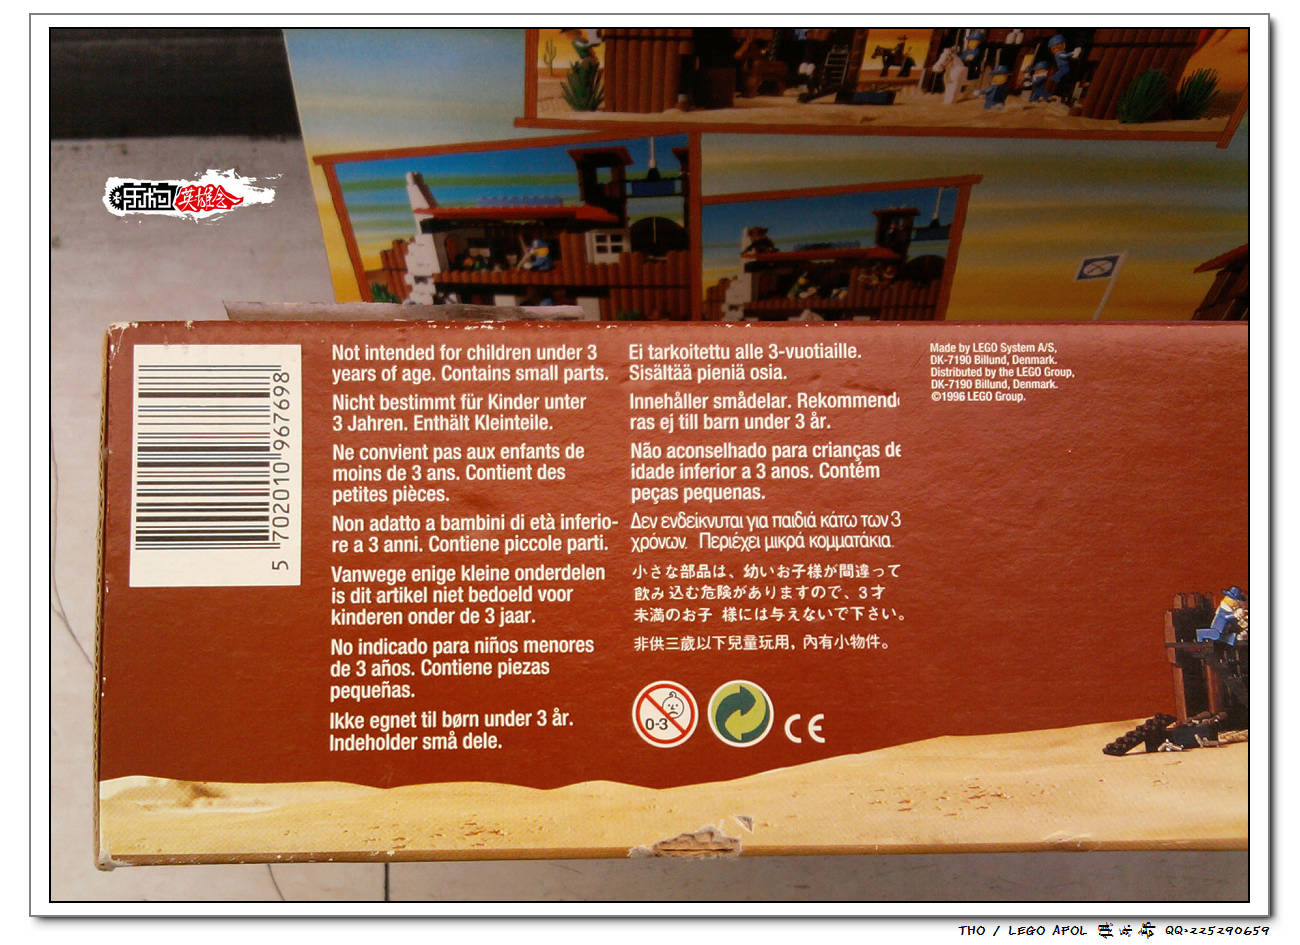 乐构英雄会
5 702010 967698
Not intended for children under 3
years of age. Contains small parts.
Nicht bestimmt für Kinder unter
3 Jahren. Enthält Kleinteile.
Ne convient pas aux enfants de
moins de 3 ans. Contient des
petites pièces.
Non adatto a bambini di età inferio-
re a 3 anni. Contiene piccole parti.
Vanwege enige kleine onderdelen
is dit artikel niet bedoeld voor
kinderen onder de 3 jaar.
No indicado para niños menores
de 3 años. Contiene piezas
pequeñas.
Ikke egnet til børn under 3 år.
Indeholder små dele.
Ei tarkoitettu alle 3-vuotiaille.
Sisältää pieniä osia.
Innehåller smådelar. Rekommende
ras ej till barn under 3 år.
Não aconselhado para crianças de
idade inferior a 3 anos. Contém
peças pequenas.
Δεν ενδείκνυται για παιδιά κάτω των 3
χρόνων. Περιέχει μικρά κομματάκια.
小さな部品は、幼いお子様が間違って
飲み込む危険がありますので、3才
未満のお子 様には与えないで下さい。
非供三歲以下兒童玩用, 內有小物件。
0-3
CE
Made by LEGO System A/S,
DK-7190 Billund, Denmark.
Distributed by the LEGO Group,
DK-7190 Billund, Denmark.
©1996 LEGO Group.
THO / LEGO APOL QQ:225290659